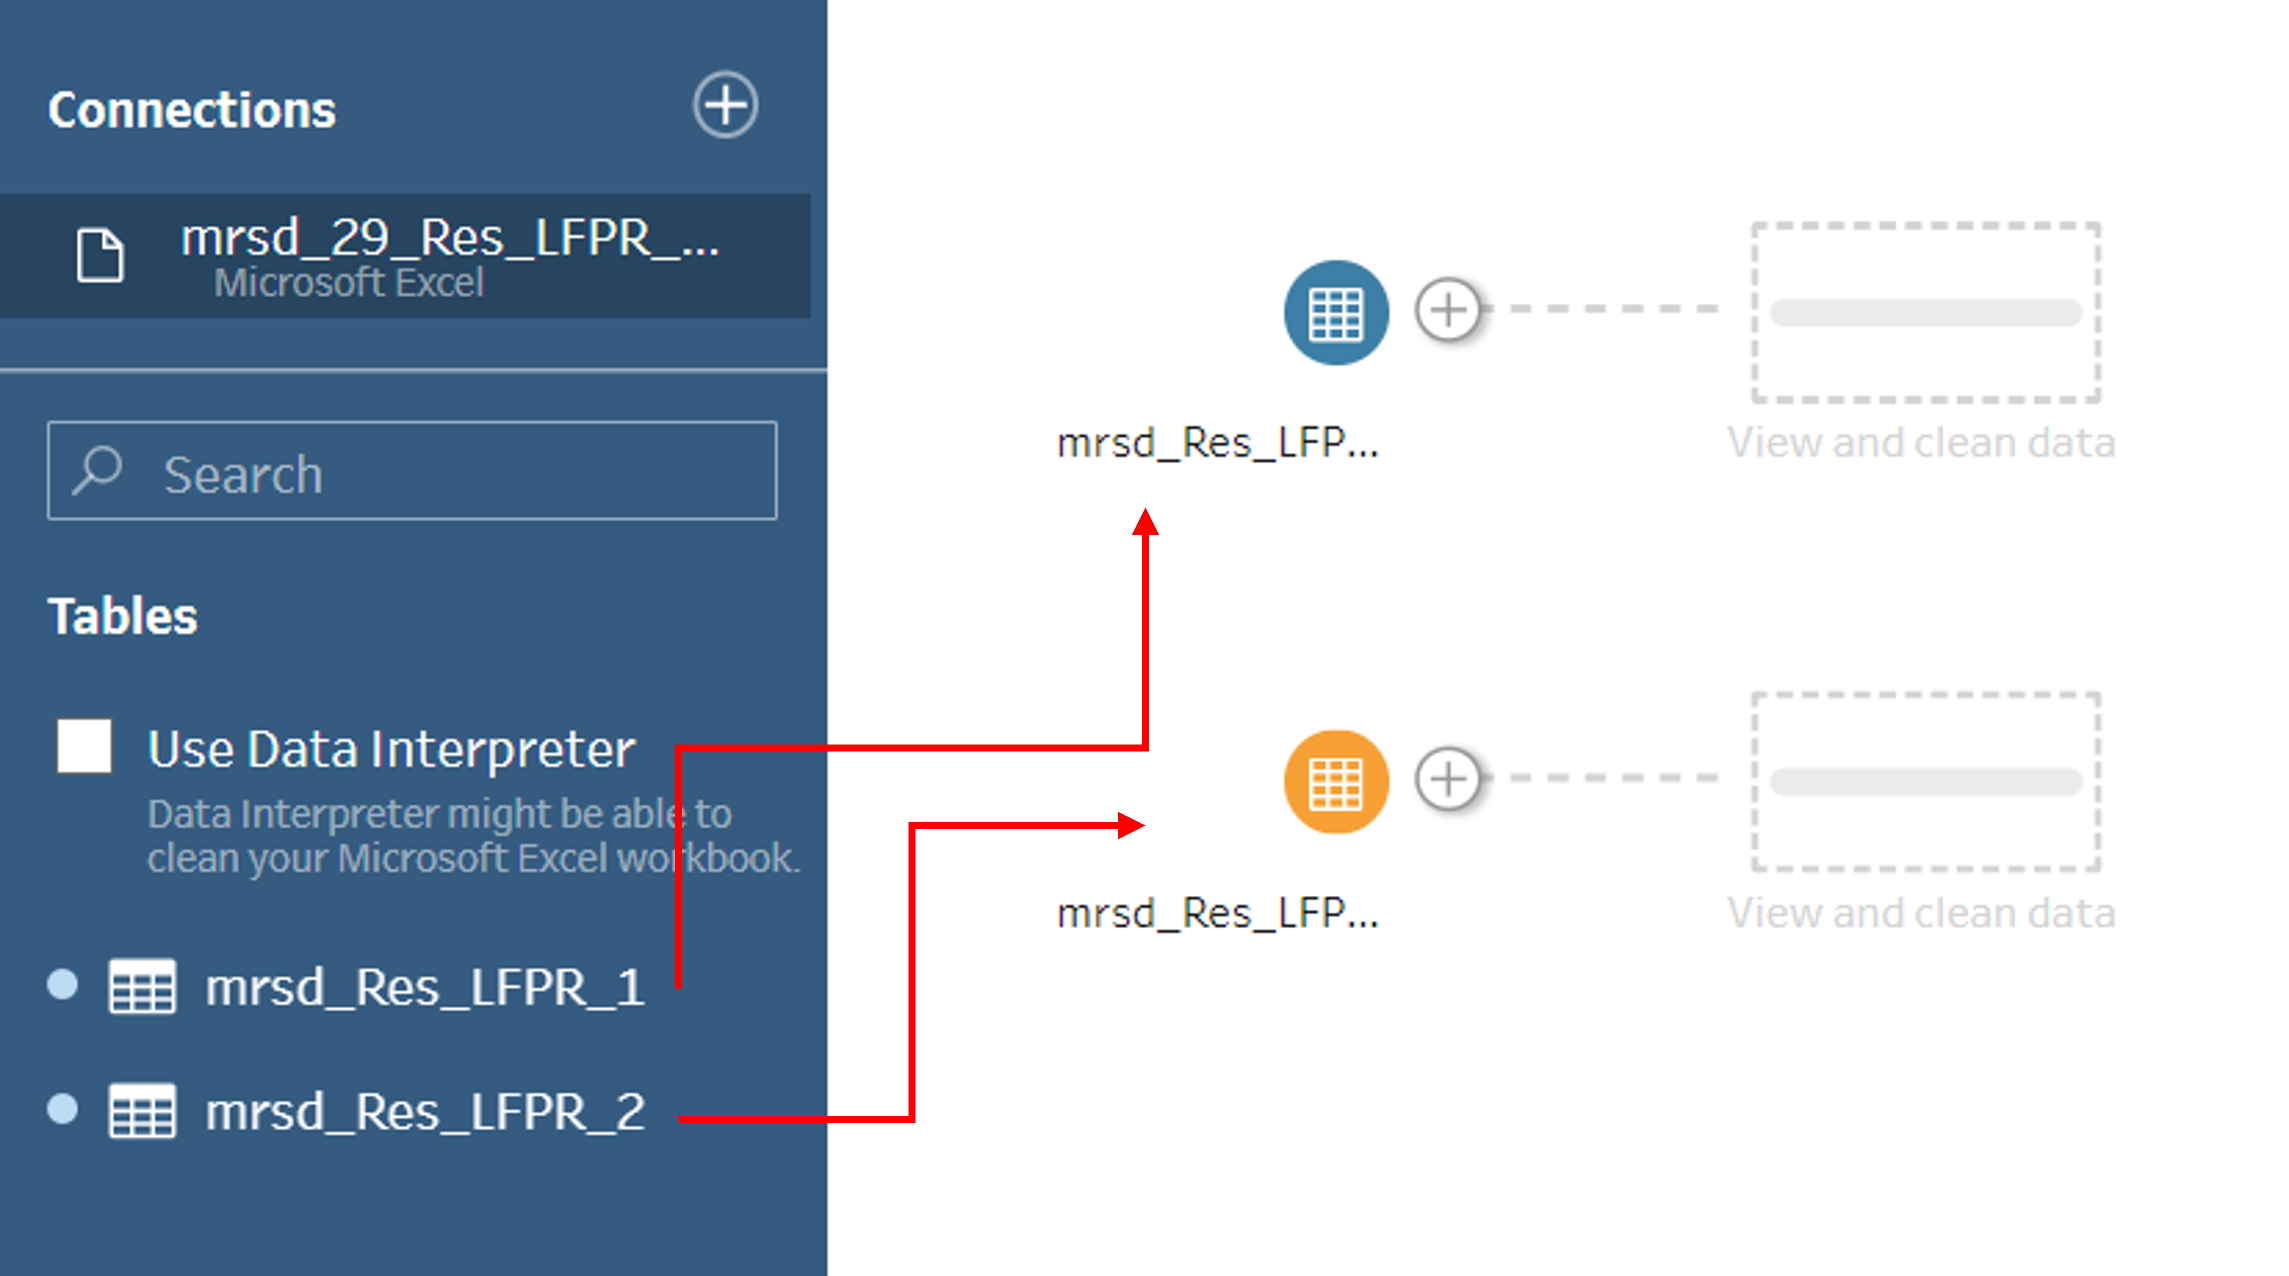 Connections
mrsd_29_Res_LFPR_...
Microsoft Excel
Search
Tables
Use Data Interpreter
Data Interpreter might be able to
clean your Microsoft Excel workbook.
mrsd_Res_LFPR_1
mrsd_Res_LFPR_2
mrsd_Res_LFP...
View and clean data
mrsd_Res_LFP...
View and clean data